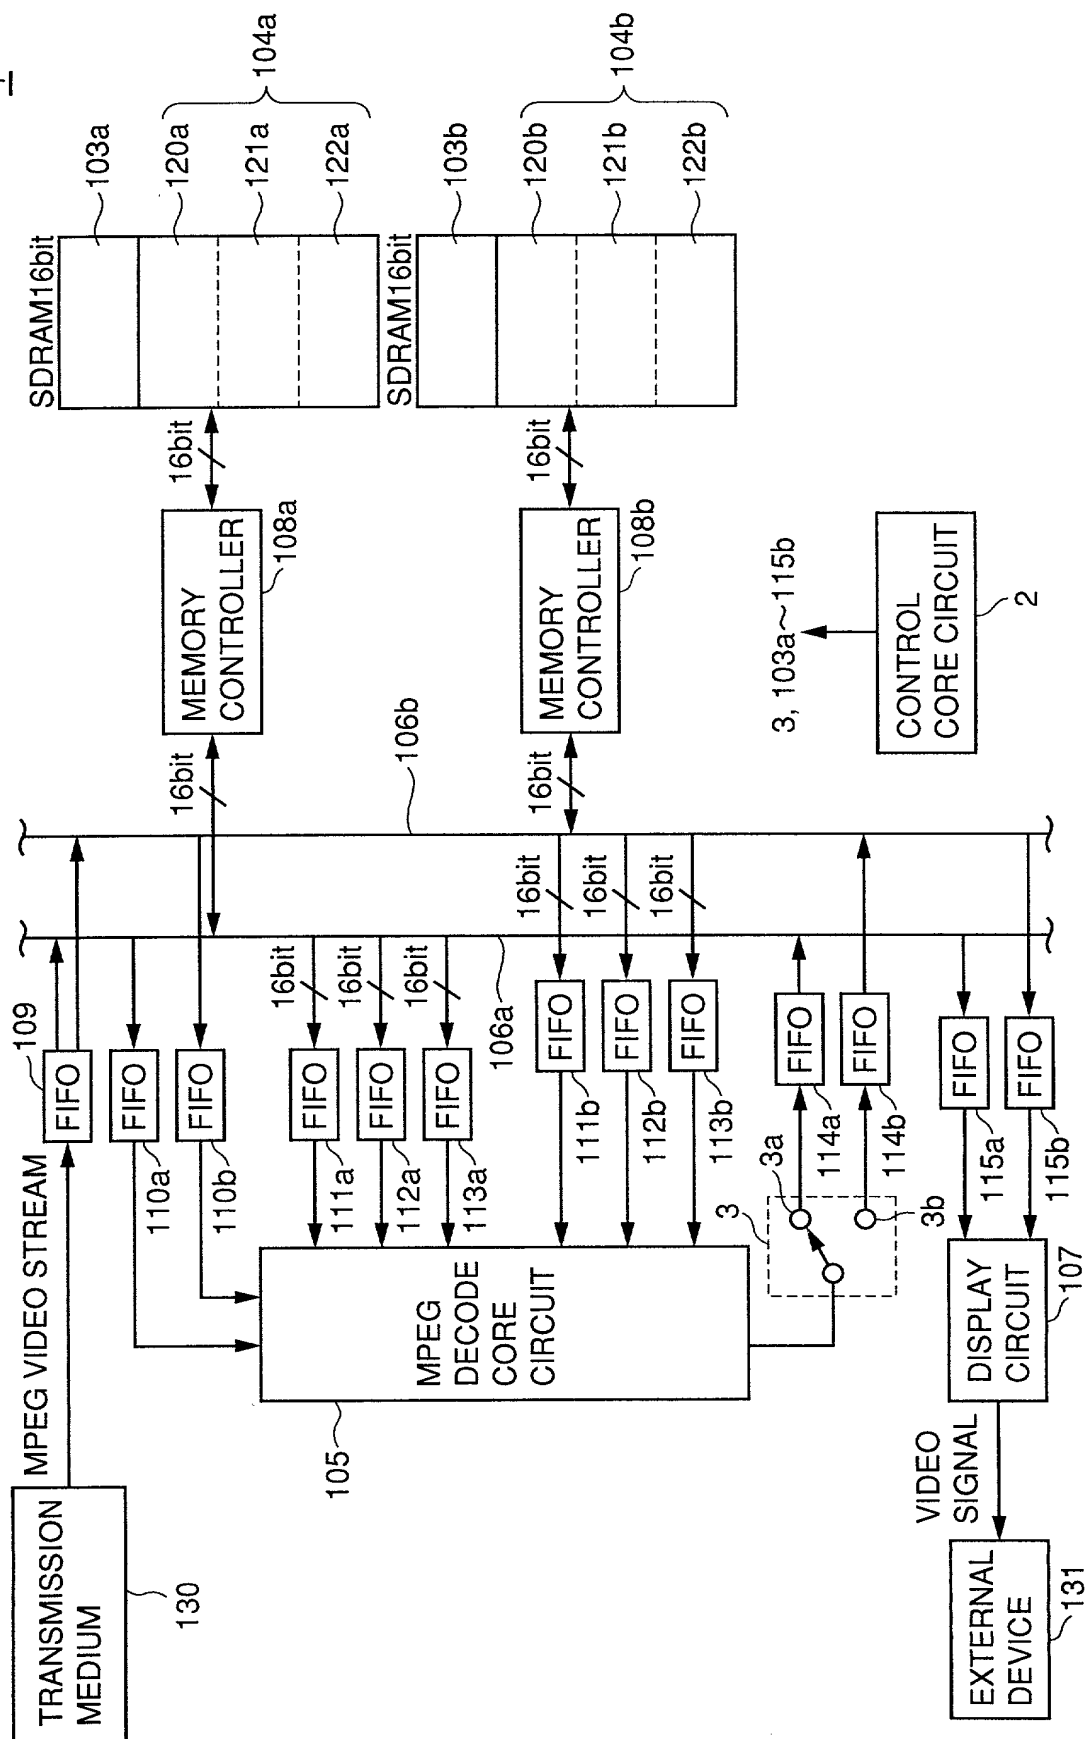 TRANSMISSION
MEDIUM
130
MPEG VIDEO STREAM
109
FIFO
FIFO
110a
FIFO
110b
16bit
FIFO
111a
16bit
FIFO
112a
16bit
FIFO
113a
106a
16bit
FIFO
111b
16bit
FIFO
112b
16bit
FIFO
113b
105
MPEG
DECODE
CORE
CIRCUIT
3
3a
3b
FIFO
114a
FIFO
114b
FIFO
115a
FIFO
115b
DISPLAY
CIRCUIT
107
VIDEO
SIGNAL
EXTERNAL
DEVICE
131
106b
16bit
MEMORY
CONTROLLER
108a
16bit
SDRAM16bit
103a
120a
121a
122a
104a
16bit
MEMORY
CONTROLLER
108b
16bit
SDRAM16bit
103b
120b
121b
122b
104b
3, 103a~115b
CONTROL
CORE CIRCUIT
2